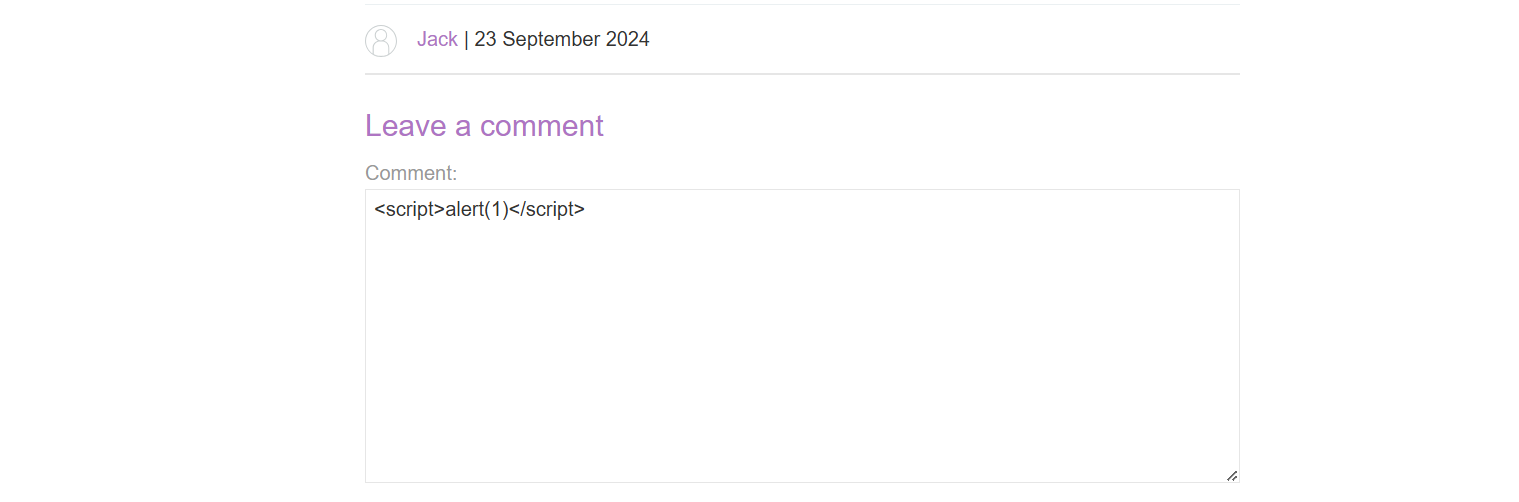 Jack | 23 September 2024
Leave a comment
Comment:
<script>alert(1)</script>